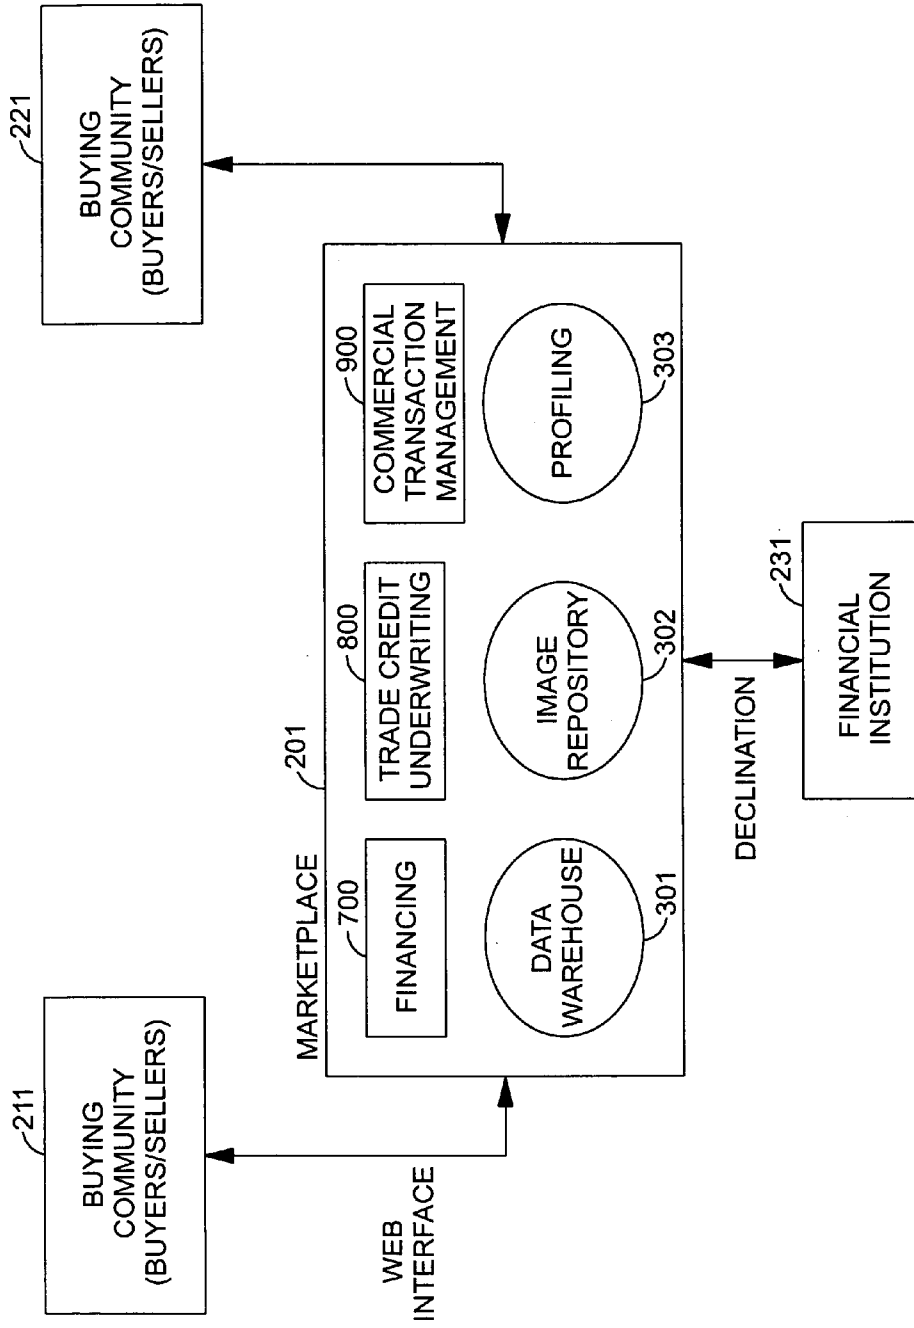 211
BUYING
COMMUNITY
(BUYERS/SELLERS)
221
BUYING
COMMUNITY
(BUYERS/SELLERS)
WEB
INTERFACE
MARKETPLACE
201
700
FINANCING
800
TRADE CREDIT
UNDERWRITING
900
COMMERCIAL
TRANSACTION
MANAGEMENT
DATA
WAREHOUSE
301
IMAGE
REPOSITORY
302
PROFILING
303
DECLINATION
231
FINANCIAL
INSTITUTION